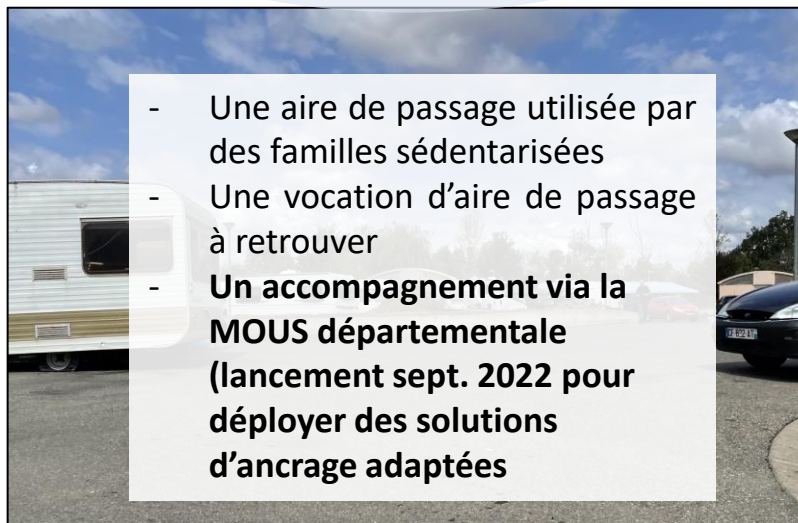 - Une aire de passage utilisée par
des familles sédentarisées
- Une vocation d'aire de passage
à retrouver
- Un accompagnement via la
MOUS départementale
(lancement sept. 2022 pour
déployer des solutions
d'ancrage adaptées